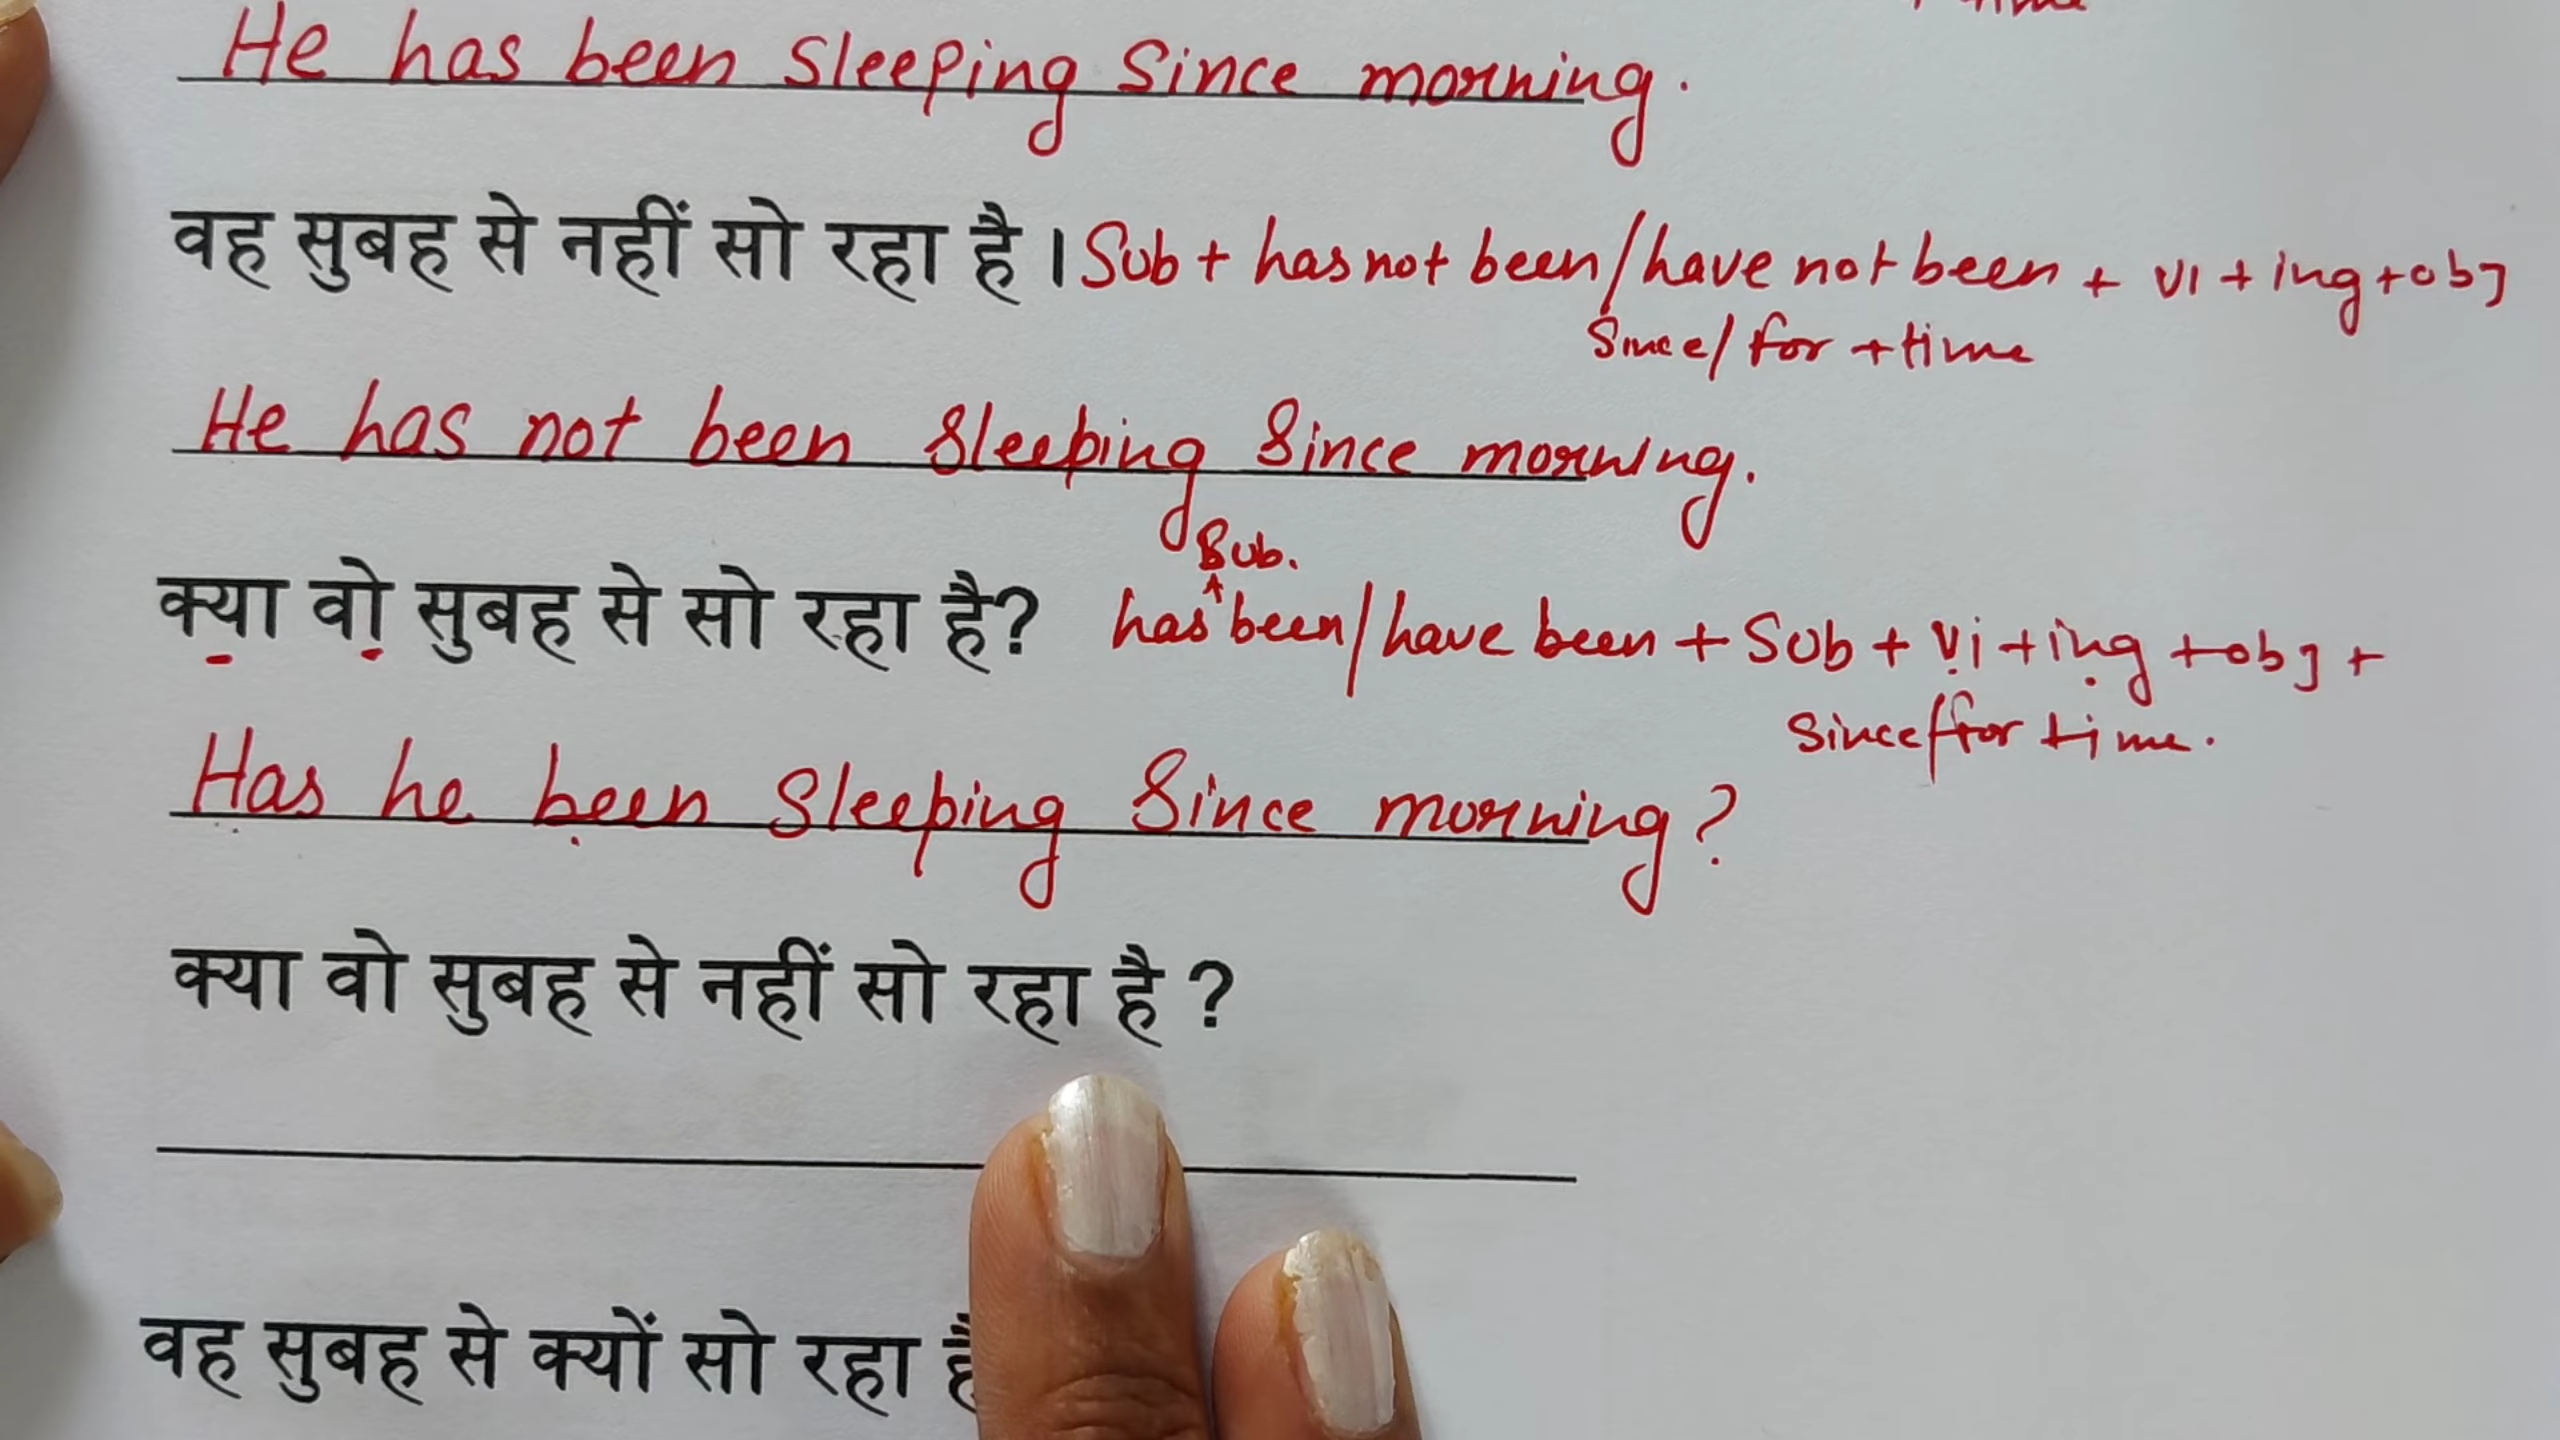 He has been Sleeping Since morning.
वह सुबह से नहीं सो रहा है । Sub + has not been/have not been + v1 + ing + obj
Since/ for + time
He has not been Sleeping Since morning.
Sub.
क्या वो सुबह से सो रहा है? has been/have been + Sub + v1 + ing + obj +
Since/for time.
Has he been Sleeping Since morning?
क्या वो सुबह से नहीं सो रहा है ?
वह सुबह से क्यों सो रहा